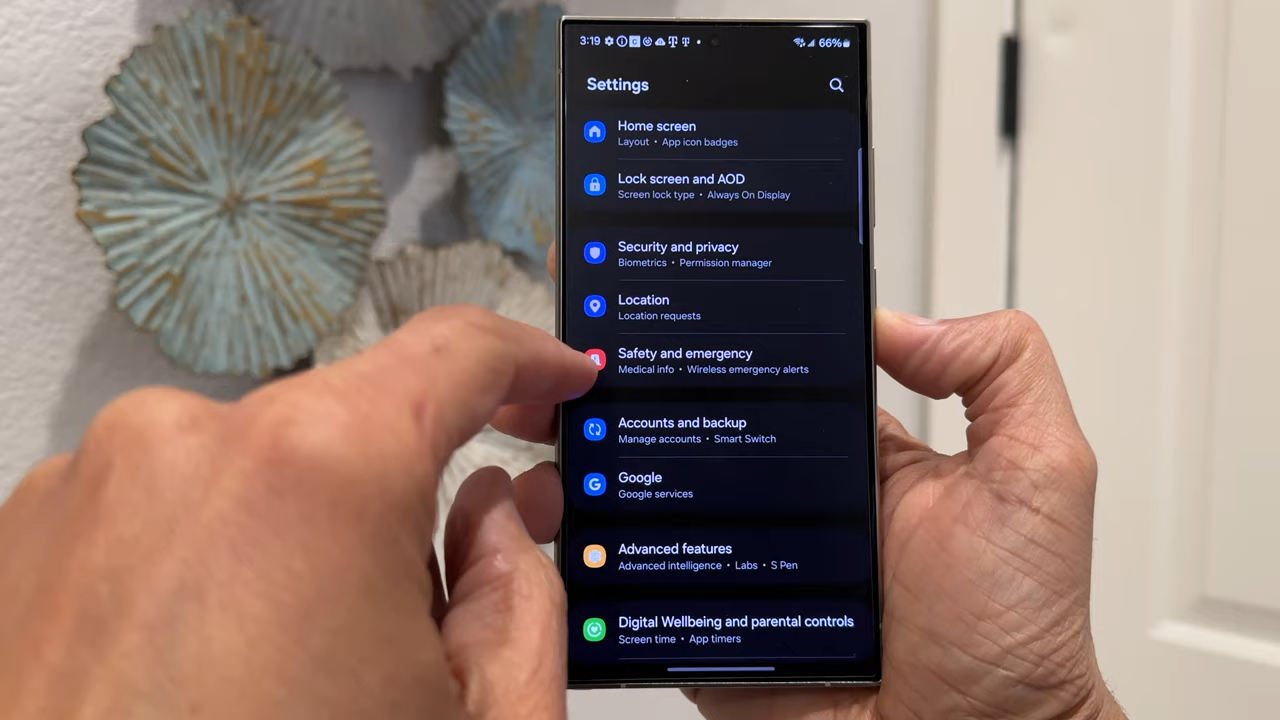 3:19 66%
Settings
Home screen
Layout • App icon badges
Lock screen and AOD
Screen lock type • Always On Display
Security and privacy
Biometrics • Permission manager
Location
Location requests
Safety and emergency
Medical info • Wireless emergency alerts
Accounts and backup
Manage accounts • Smart Switch
Google
Google services
Advanced features
Advanced intelligence • Labs • S Pen
Digital Wellbeing and parental controls
Screen time • App timers